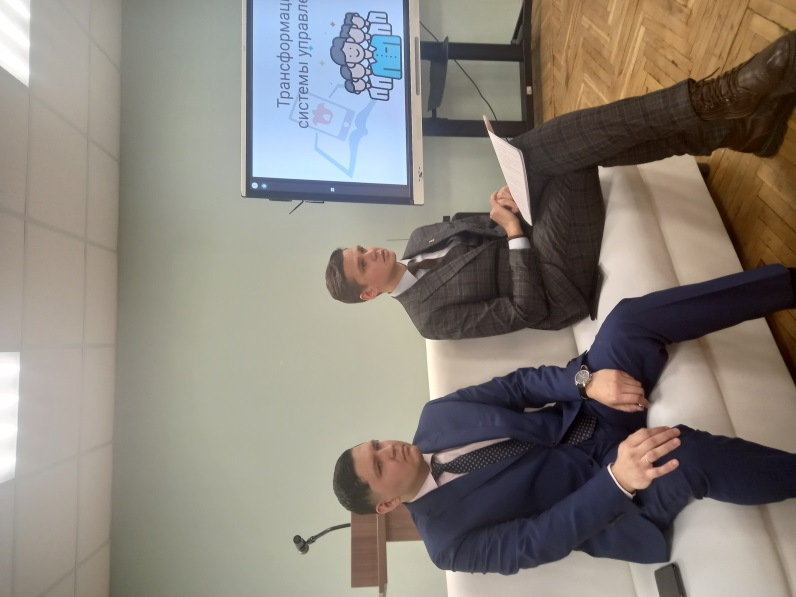 Трансформац
системы управле